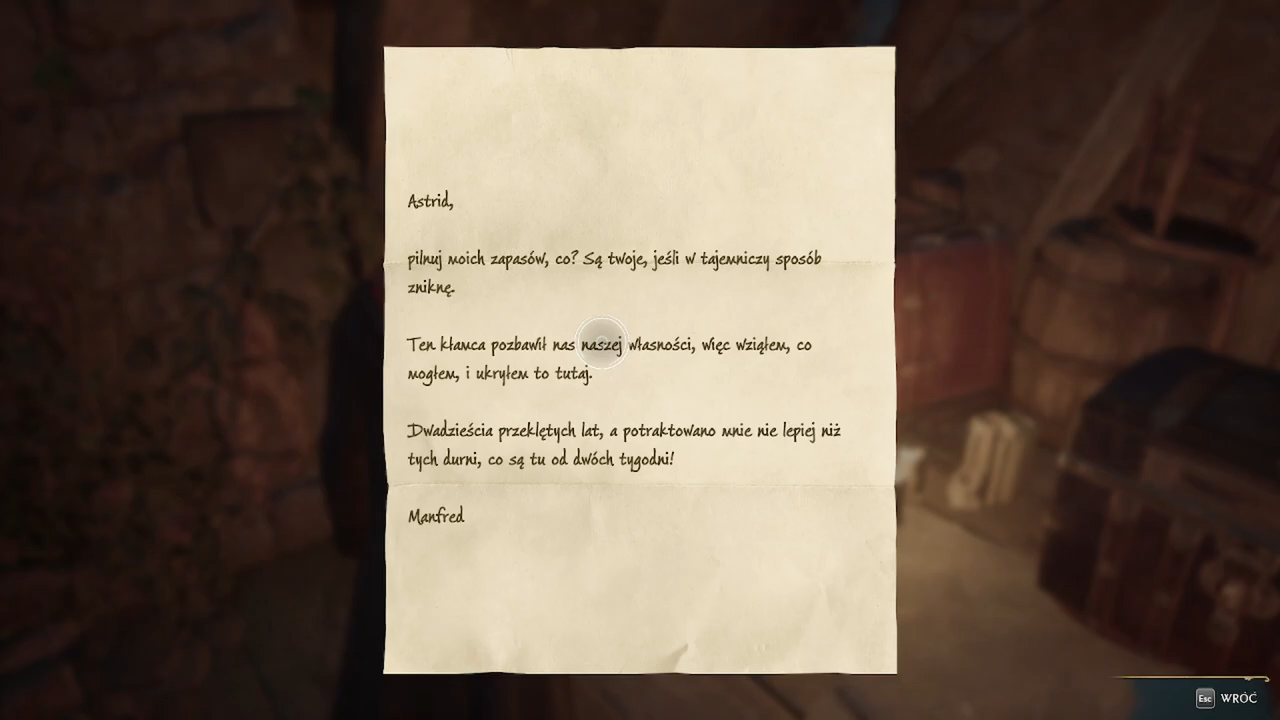 Astrid,
pilnuj moich zapasów, co? Są twoje, jeśli w tajemniczy sposób
zniknę.
Ten kłamca pozbawił nas naszej własności, więc wziąłem, co
mogłem, i ukryłem to tutaj.
Dwadzieścia przeklętych lat, a potraktowano mnie nie lepiej niż
tych durni, co są tu od dwóch tygodni!
Manfred
Esc WRÓĆ